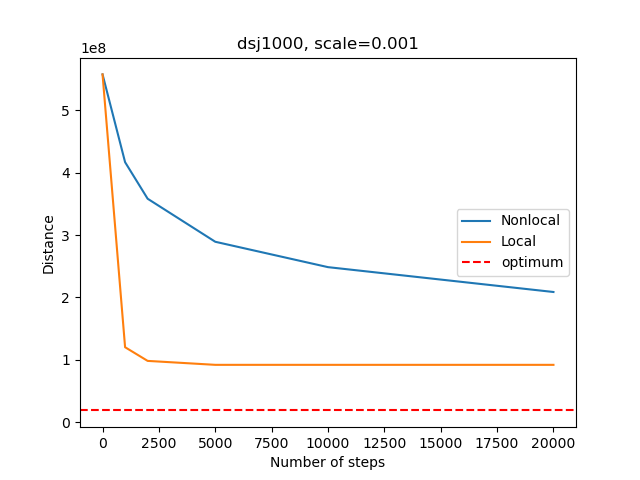 dsj1000, scale=0.001
1e8
5
4
3
2
1
0
Distance
Nonlocal
Local
optimum
0 2500 5000 7500 10000 12500 15000 17500 20000
Number of steps